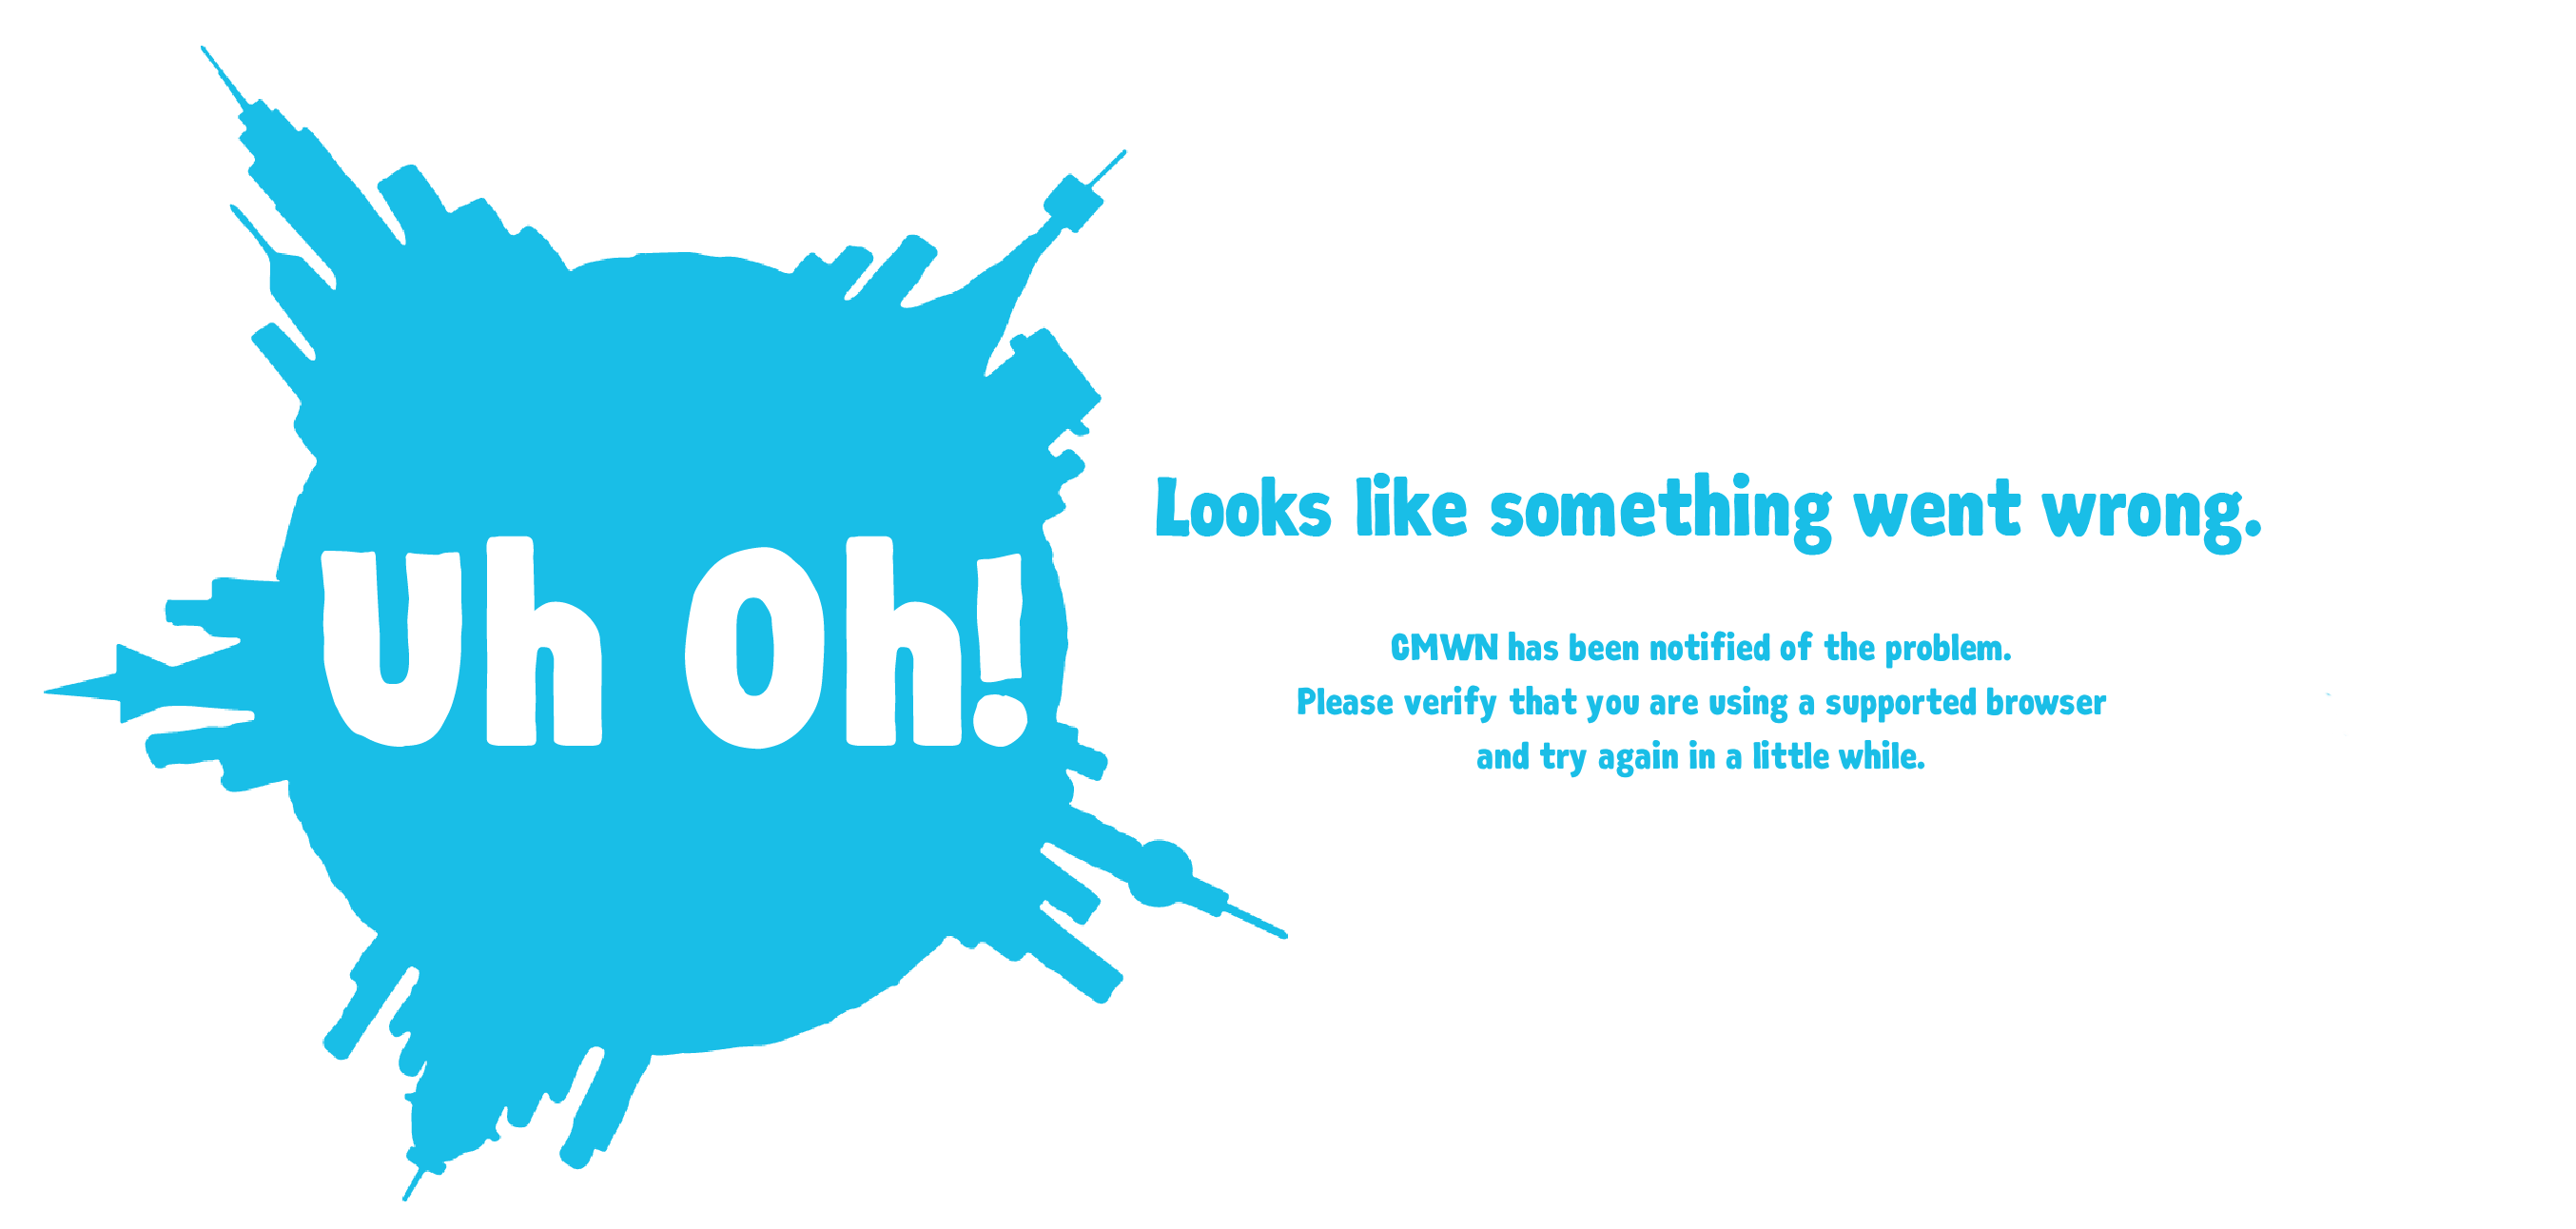 Uh Oh!
Looks like something went wrong.
CMWN has been notified of the problem.
Please verify that you are using a supported browser
and try again in a little while.